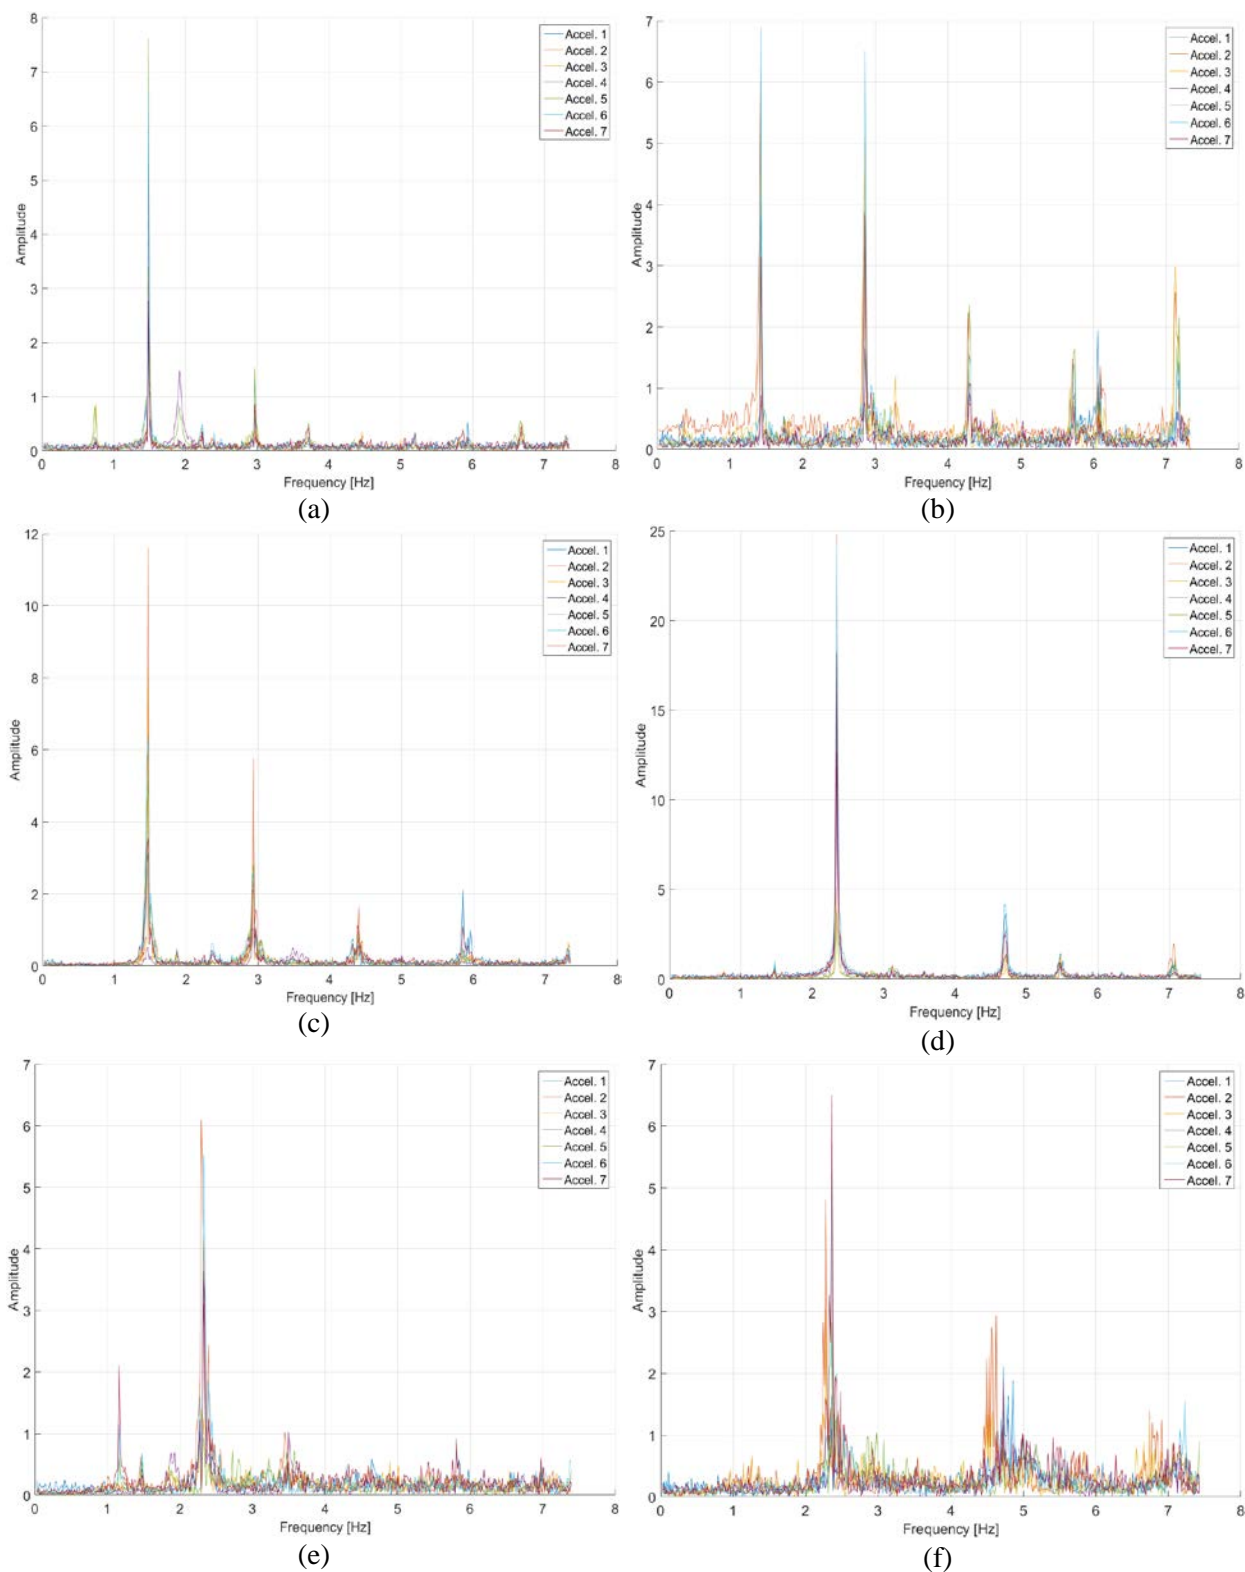 8
7
6
5
4
3
2
1
0
Amplitude
0 1 2 3 4 5 6 7 8
Frequency [Hz]
Accel. 1
Accel. 2
Accel. 3
Accel. 4
Accel. 5
Accel. 6
Accel. 7
(a)
7
6
5
4
3
2
1
0
Amplitude
0 1 2 3 4 5 6 7 8
Frequency [Hz]
Accel. 1
Accel. 2
Accel. 3
Accel. 4
Accel. 5
Accel. 6
Accel. 7
(b)
12
10
8
6
4
2
0
Amplitude
0 1 2 3 4 5 6 7 8
Frequency [Hz]
Accel. 1
Accel. 2
Accel. 3
Accel. 4
Accel. 5
Accel. 6
Accel. 7
(c)
25
20
15
10
5
0
Amplitude
0 1 2 3 4 5 6 7 8
Frequency [Hz]
Accel. 1
Accel. 2
Accel. 3
Accel. 4
Accel. 5
Accel. 6
Accel. 7
(d)
7
6
5
4
3
2
1
0
Amplitude
0 1 2 3 4 5 6 7 8
Frequency [Hz]
Accel. 1
Accel. 2
Accel. 3
Accel. 4
Accel. 5
Accel. 6
Accel. 7
(e)
7
6
5
4
3
2
1
0
Amplitude
0 1 2 3 4 5 6 7 8
Frequency [Hz]
Accel. 1
Accel. 2
Accel. 3
Accel. 4
Accel. 5
Accel. 6
Accel. 7
(f)